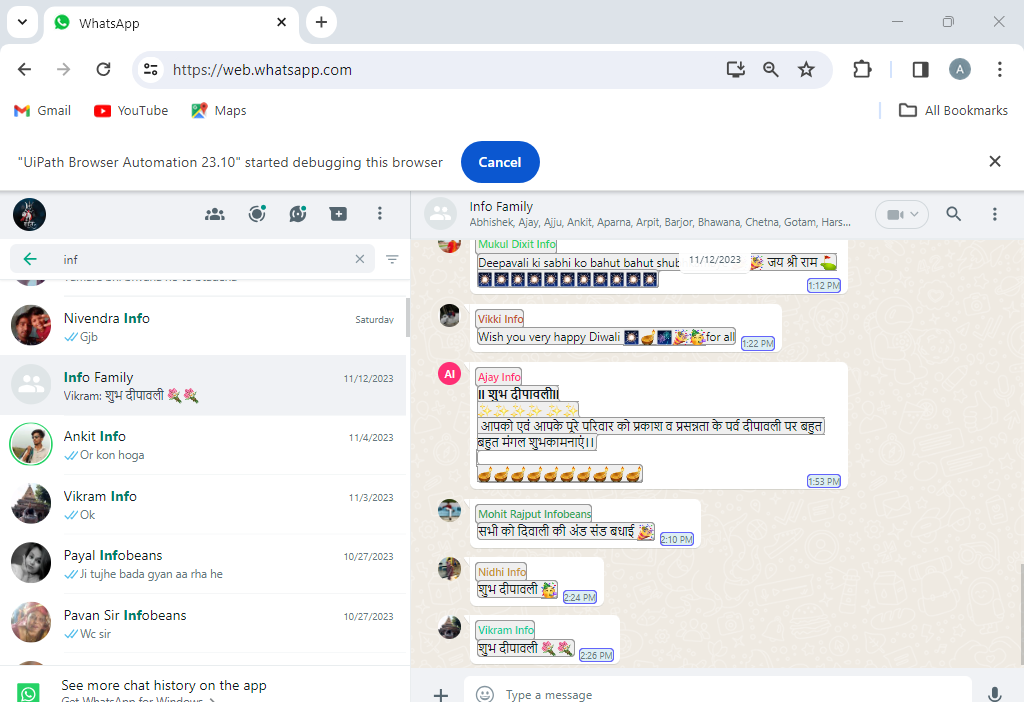 WhatsApp
https://web.whatsapp.com
A
Gmail
YouTube
Maps
All Bookmarks
"UiPath Browser Automation 23.10" started debugging this browser
Cancel
inf
Nivendra Info
Saturday
Gjb
Info Family
11/12/2023
Vikram: शुभ दीपावली 💐💐
Ankit Info
11/4/2023
Or kon hoga
Vikram Info
11/3/2023
Ok
Payal Infobeans
10/27/2023
Ji tujhe bada gyan aa rha he
Pavan Sir Infobeans
10/27/2023
Wc sir
See more chat history on the app
Get WhatsApp for Windows >
Info Family
Abhishek, Ajay, Ajju, Ankit, Aparna, Arpit, Barjor, Bhawana, Chetna, Gotam, Hars...
Mukul Dixit Info
Deepavali ki sabhi ko bahut bahut shub
11/12/2023
🎉 जय श्री राम ⛳
🎆🎆🎆🎆🎆🎆🎆🎆🎆🎆🎆
1:12 PM
Vikki Info
Wish you very happy Diwali 🎇🪔🎆🎉🥳for all
1:22 PM
AI
Ajay Info
॥ शुभ दीपावली॥
आपको एवं आपके पूरे परिवार को प्रकाश व प्रसन्नता के पर्व दीपावली पर बहुत
बहुत मंगल शुभकामनाएं।।
🪔🪔🪔🪔🪔🪔🪔🪔🪔🪔
1:53 PM
Mohit Rajput Infobeans
सभी को दिवाली की अंड संड बधाई 🎉
2:10 PM
Nidhi Info
शुभ दीपावली 🥳
2:24 PM
Vikram Info
शुभ दीपावली 💐💐
2:26 PM
Type a message